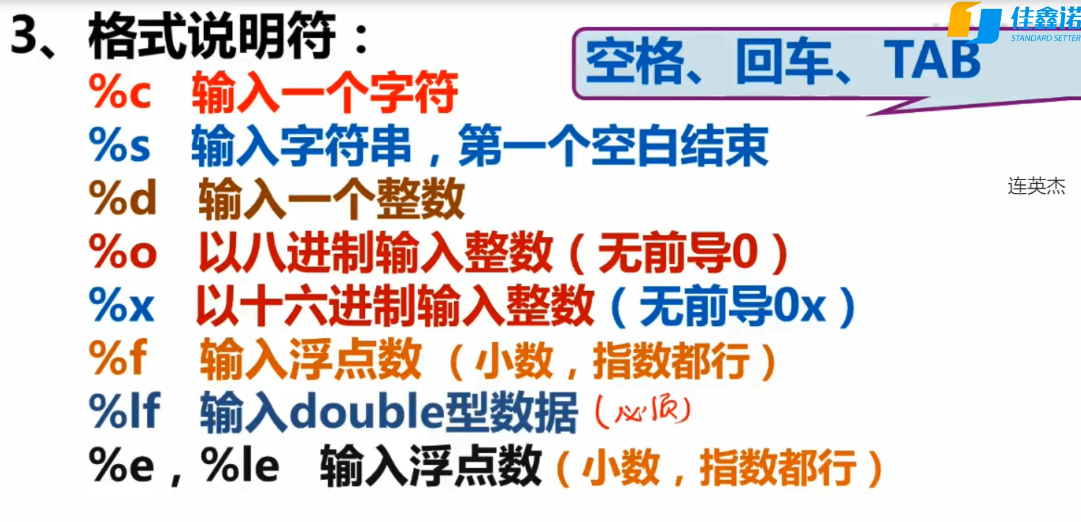 佳鑫诺
STANDARD SETTER
3、格式说明符：
空格、回车、TAB
%c 输入一个字符
%s 输入字符串，第一个空白结束
连英杰
%d 输入一个整数
%o 以八进制输入整数（无前导0）
%x 以十六进制输入整数（无前导0x）
%f 输入浮点数（小数，指数都行）
%lf 输入double型数据（必须）
%e，%le 输入浮点数（小数，指数都行）